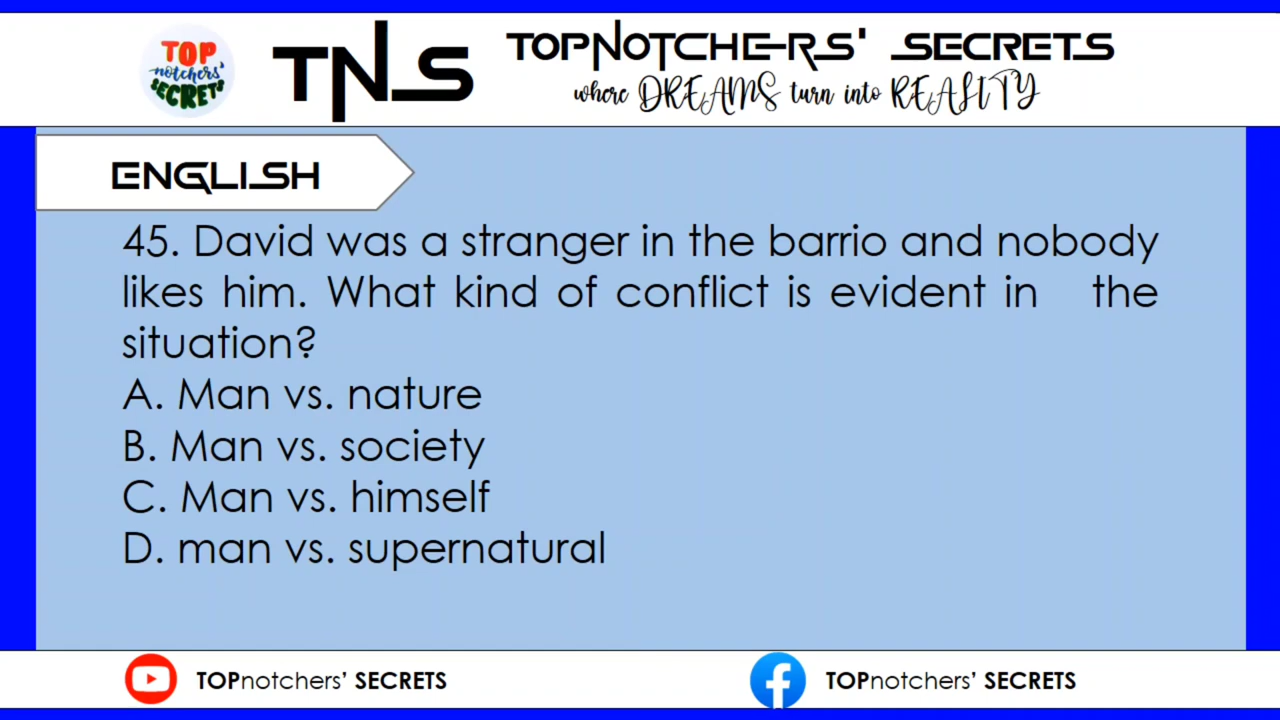 TOP
notchers'
SECRETS
TNS
TOPNOTCHERS' SECRETS
where DREAMS turn into REALITY
ENGLISH
45. David was a stranger in the barrio and nobody
likes him. What kind of conflict is evident in the
situation?
A. Man vs. nature
B. Man vs. society
C. Man vs. himself
D. man vs. supernatural
TOPnotchers' SECRETS
TOPnotchers' SECRETS